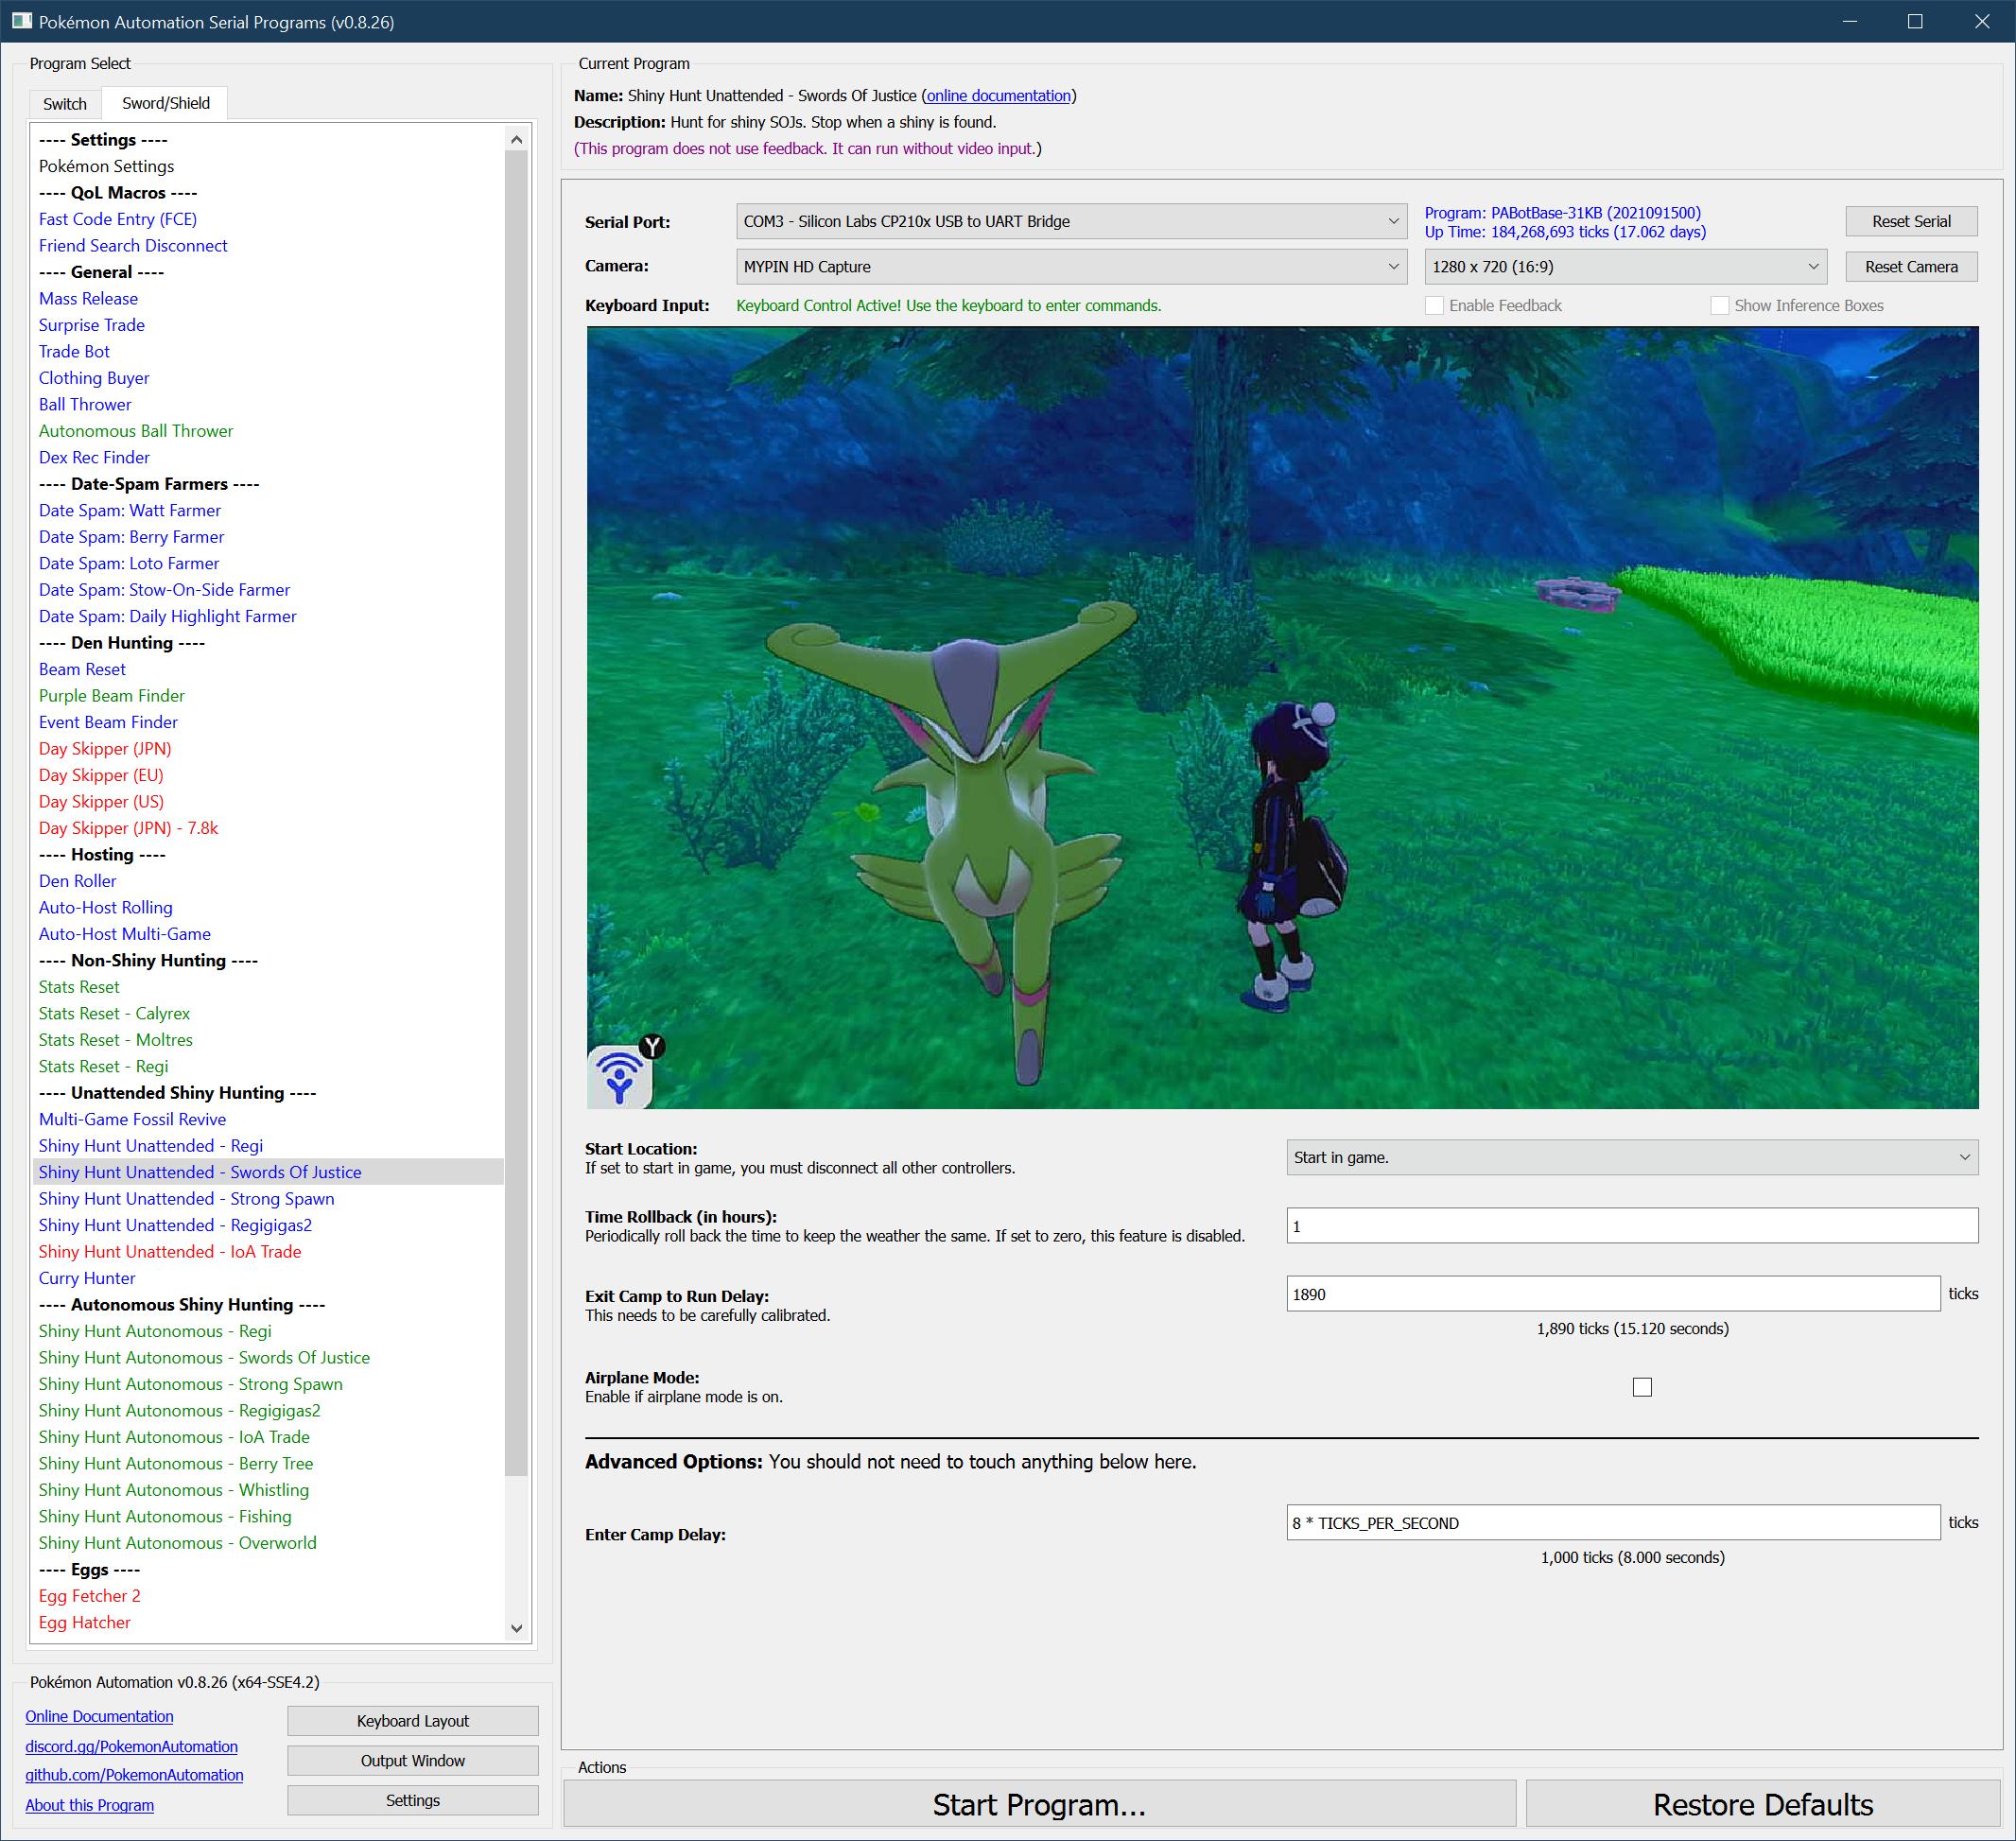 Pokémon Automation Serial Programs (v0.8.26)
Program Select
Switch
Sword/Shield
---- Settings ----
Pokémon Settings
---- QoL Macros ----
Fast Code Entry (FCE)
Friend Search Disconnect
---- General ----
Mass Release
Surprise Trade
Trade Bot
Clothing Buyer
Ball Thrower
Autonomous Ball Thrower
Dex Rec Finder
---- Date-Spam Farmers ----
Date Spam: Watt Farmer
Date Spam: Berry Farmer
Date Spam: Loto Farmer
Date Spam: Stow-On-Side Farmer
Date Spam: Daily Highlight Farmer
---- Den Hunting ----
Beam Reset
Purple Beam Finder
Event Beam Finder
Day Skipper (JPN)
Day Skipper (EU)
Day Skipper (US)
Day Skipper (JPN) - 7.8k
---- Hosting ----
Den Roller
Auto-Host Rolling
Auto-Host Multi-Game
---- Non-Shiny Hunting ----
Stats Reset
Stats Reset - Calyrex
Stats Reset - Moltres
Stats Reset - Regi
---- Unattended Shiny Hunting ----
Multi-Game Fossil Revive
Shiny Hunt Unattended - Regi
Shiny Hunt Unattended - Swords Of Justice
Shiny Hunt Unattended - Strong Spawn
Shiny Hunt Unattended - Regigigas2
Shiny Hunt Unattended - IoA Trade
Curry Hunter
---- Autonomous Shiny Hunting ----
Shiny Hunt Autonomous - Regi
Shiny Hunt Autonomous - Swords Of Justice
Shiny Hunt Autonomous - Strong Spawn
Shiny Hunt Autonomous - Regigigas2
Shiny Hunt Autonomous - IoA Trade
Shiny Hunt Autonomous - Berry Tree
Shiny Hunt Autonomous - Whistling
Shiny Hunt Autonomous - Fishing
Shiny Hunt Autonomous - Overworld
---- Eggs ----
Egg Fetcher 2
Egg Hatcher
Pokémon Automation v0.8.26 (x64-SSE4.2)
Online Documentation
discord.gg/PokemonAutomation
github.com/PokemonAutomation
About this Program
Keyboard Layout
Output Window
Settings
Current Program
Name: Shiny Hunt Unattended - Swords Of Justice (online documentation)
Description: Hunt for shiny SOJs. Stop when a shiny is found.
(This program does not use feedback. It can run without video input.)
Serial Port:
COM3 - Silicon Labs CP210x USB to UART Bridge
Program: PABotBase-31KB (2021091500)
Up Time: 184,268,693 ticks (17.062 days)
Reset Serial
Camera:
MYPIN HD Capture
1280 x 720 (16:9)
Reset Camera
Keyboard Input:
Keyboard Control Active! Use the keyboard to enter commands.
Enable Feedback
Show Inference Boxes
Y
Start Location:
If set to start in game, you must disconnect all other controllers.
Start in game.
Time Rollback (in hours):
Periodically roll back the time to keep the weather the same. If set to zero, this feature is disabled.
1
Exit Camp to Run Delay:
This needs to be carefully calibrated.
1890
ticks
1,890 ticks (15.120 seconds)
Airplane Mode:
Enable if airplane mode is on.
Advanced Options: You should not need to touch anything below here.
Enter Camp Delay:
8 * TICKS_PER_SECOND
ticks
1,000 ticks (8.000 seconds)
Actions
Start Program...
Restore Defaults